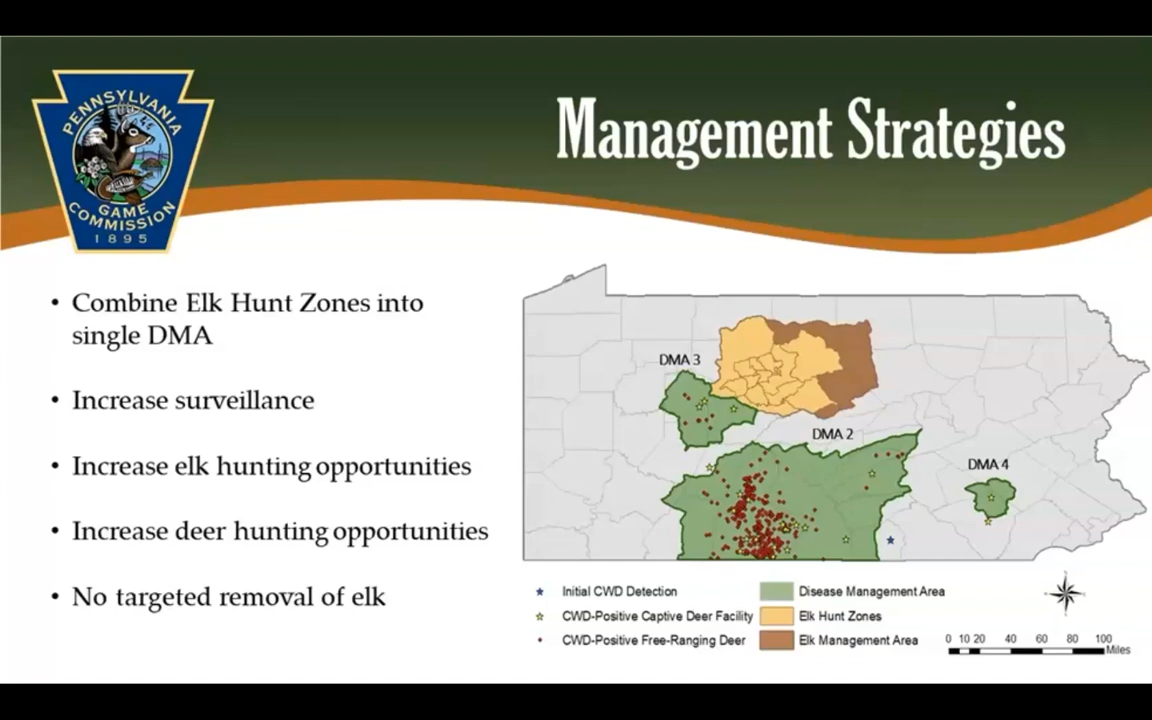 PENNSYLVANIA
GAME
COMMISSION
1895
Management Strategies
• Combine Elk Hunt Zones into
single DMA
• Increase surveillance
• Increase elk hunting opportunities
• Increase deer hunting opportunities
• No targeted removal of elk
DMA 3
DMA 2
DMA 4
Initial CWD Detection
CWD-Positive Captive Deer Facility
CWD-Positive Free-Ranging Deer
Disease Management Area
Elk Hunt Zones
Elk Management Area
0 10 20 40 60 80 100
Miles